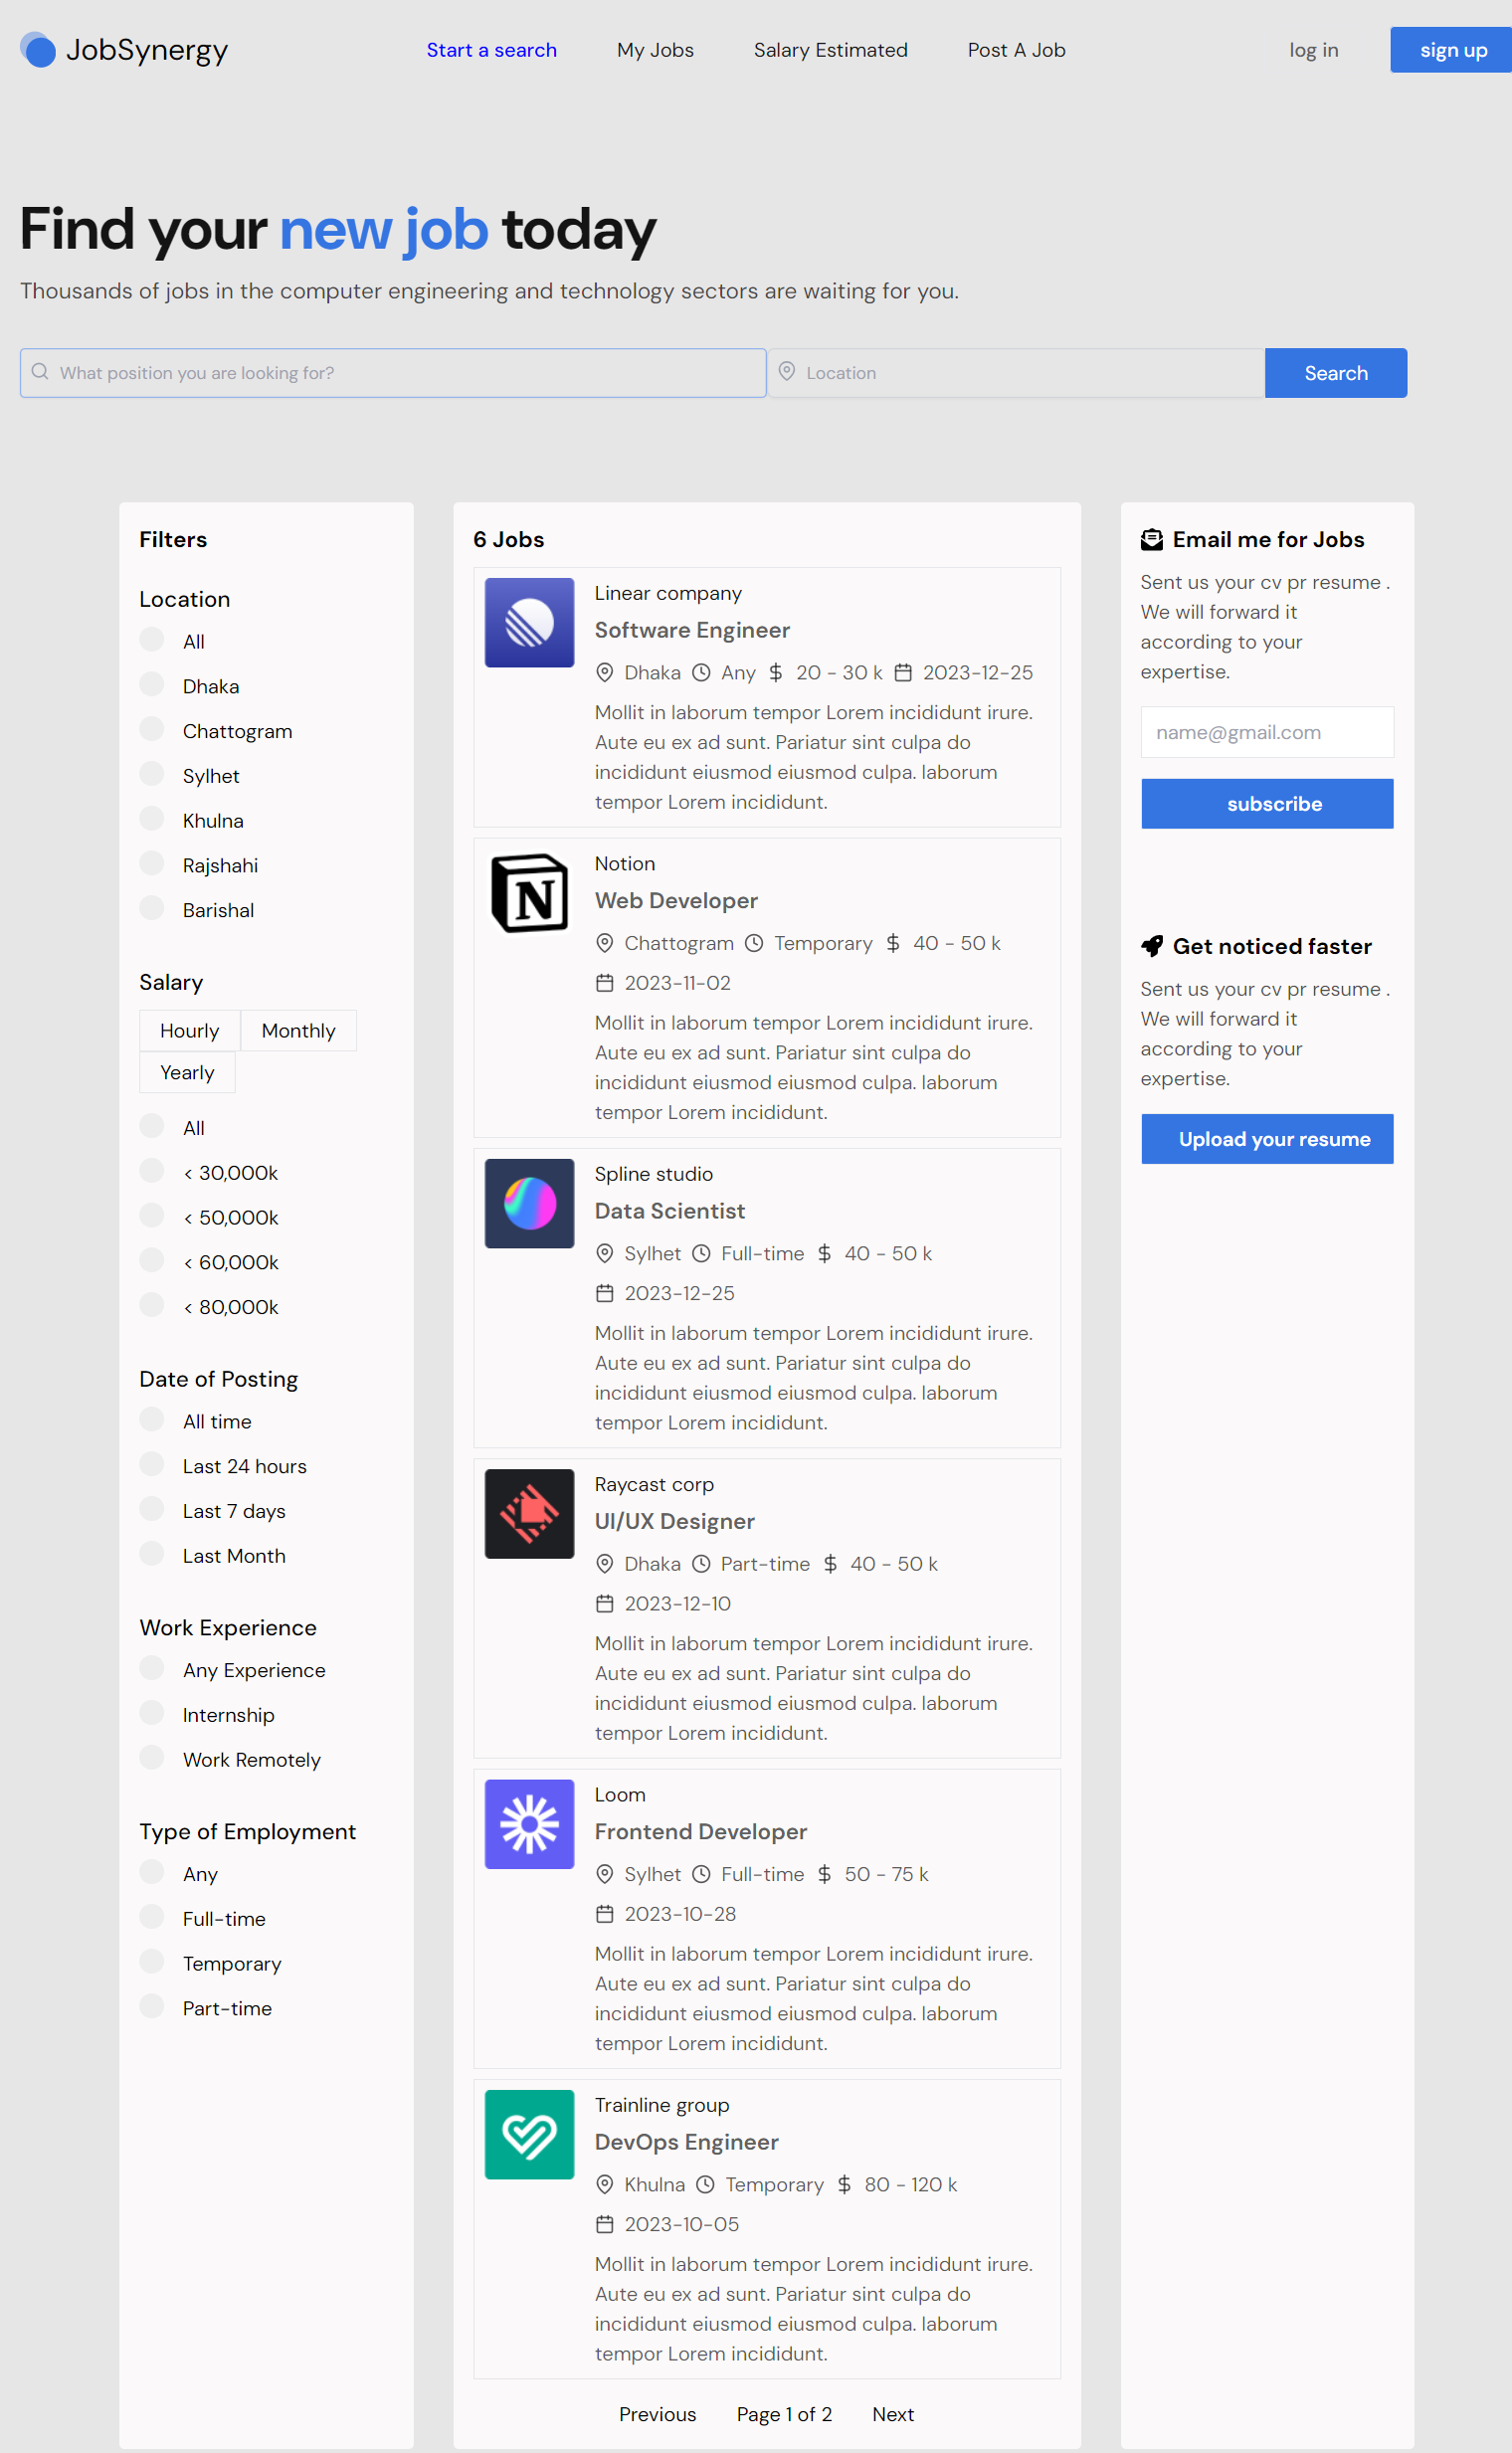 JobSynergy
Start a search
My Jobs
Salary Estimated
Post A Job
log in
sign up
Find your new job today
Thousands of jobs in the computer engineering and technology sectors are waiting for you.
What position you are looking for?
Location
Search
Filters
Location
All
Dhaka
Chattogram
Sylhet
Khulna
Rajshahi
Barishal
Salary
Hourly
Monthly
Yearly
All
< 30,000k
< 50,000k
< 60,000k
< 80,000k
Date of Posting
All time
Last 24 hours
Last 7 days
Last Month
Work Experience
Any Experience
Internship
Work Remotely
Type of Employment
Any
Full-time
Temporary
Part-time
6 Jobs
Linear company
Software Engineer
Dhaka Any $ 20 - 30 k 2023-12-25
Mollit in laborum tempor Lorem incididunt irure.
Aute eu ex ad sunt. Pariatur sint culpa do
incididunt eiusmod eiusmod culpa. laborum
tempor Lorem incididunt.
N
Notion
Web Developer
Chattogram Temporary $ 40 - 50 k
2023-11-02
Mollit in laborum tempor Lorem incididunt irure.
Aute eu ex ad sunt. Pariatur sint culpa do
incididunt eiusmod eiusmod culpa. laborum
tempor Lorem incididunt.
Spline studio
Data Scientist
Sylhet Full-time $ 40 - 50 k
2023-12-25
Mollit in laborum tempor Lorem incididunt irure.
Aute eu ex ad sunt. Pariatur sint culpa do
incididunt eiusmod eiusmod culpa. laborum
tempor Lorem incididunt.
Raycast corp
UI/UX Designer
Dhaka Part-time $ 40 - 50 k
2023-12-10
Mollit in laborum tempor Lorem incididunt irure.
Aute eu ex ad sunt. Pariatur sint culpa do
incididunt eiusmod eiusmod culpa. laborum
tempor Lorem incididunt.
Loom
Frontend Developer
Sylhet Full-time $ 50 - 75 k
2023-10-28
Mollit in laborum tempor Lorem incididunt irure.
Aute eu ex ad sunt. Pariatur sint culpa do
incididunt eiusmod eiusmod culpa. laborum
tempor Lorem incididunt.
Trainline group
DevOps Engineer
Khulna Temporary $ 80 - 120 k
2023-10-05
Mollit in laborum tempor Lorem incididunt irure.
Aute eu ex ad sunt. Pariatur sint culpa do
incididunt eiusmod eiusmod culpa. laborum
tempor Lorem incididunt.
Previous
Page 1 of 2
Next
Email me for Jobs
Sent us your cv pr resume .
We will forward it
according to your
expertise.
name@gmail.com
subscribe
Get noticed faster
Sent us your cv pr resume .
We will forward it
according to your
expertise.
Upload your resume